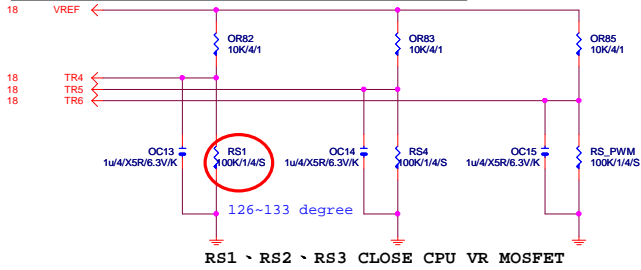 18 VREF
OR82
10K/4/1
OR83
10K/4/1
OR85
10K/4/1
18 TR4
18 TR5
18 TR6
OC13
1u/4/X5R/6.3V/K
RS1
100K/1/4/S
OC14
1u/4/X5R/6.3V/K
RS4
100K/1/4/S
OC15
1u/4/X5R/6.3V/K
RS_PWM
100K/1/4/S
126~133 degree
RS1、RS2、RS3 CLOSE CPU VR MOSFET